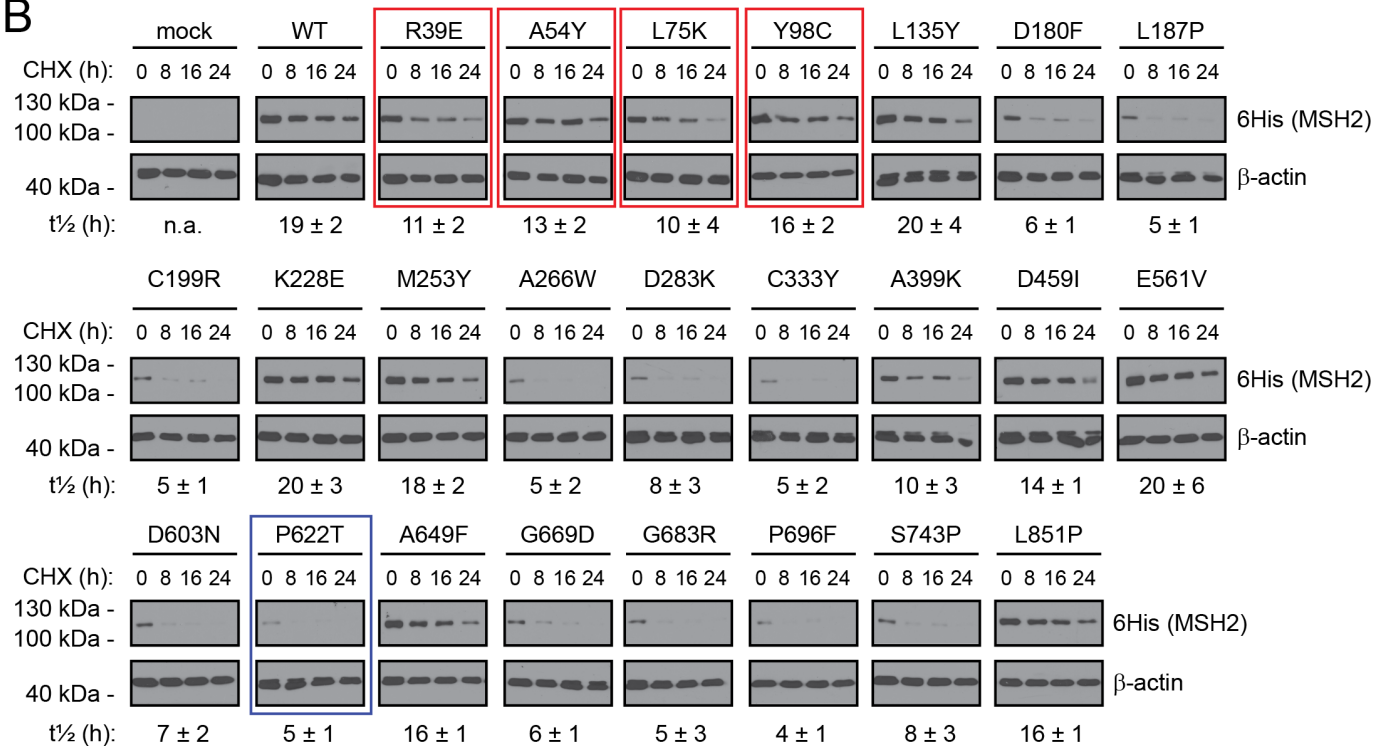 B
mock WT R39E A54Y L75K Y98C L135Y D180F L187P
CHX (h): 0 8 16 24 0 8 16 24 0 8 16 24 0 8 16 24 0 8 16 24 0 8 16 24 0 8 16 24 0 8 16 24 0 8 16 24
130 kDa -
100 kDa -
6His (MSH2)
40 kDa -
β-actin
t½ (h): n.a. 19 ± 2 11 ± 2 13 ± 2 10 ± 4 16 ± 2 20 ± 4 6 ± 1 5 ± 1
C199R K228E M253Y A266W D283K C333Y A399K D459I E561V
CHX (h): 0 8 16 24 0 8 16 24 0 8 16 24 0 8 16 24 0 8 16 24 0 8 16 24 0 8 16 24 0 8 16 24 0 8 16 24
130 kDa -
100 kDa -
6His (MSH2)
40 kDa -
β-actin
t½ (h): 5 ± 1 20 ± 3 18 ± 2 5 ± 2 8 ± 3 5 ± 2 10 ± 3 14 ± 1 20 ± 6
D603N P622T A649F G669D G683R P696F S743P L851P
CHX (h): 0 8 16 24 0 8 16 24 0 8 16 24 0 8 16 24 0 8 16 24 0 8 16 24 0 8 16 24 0 8 16 24
130 kDa -
100 kDa -
6His (MSH2)
40 kDa -
β-actin
t½ (h): 7 ± 2 5 ± 1 16 ± 1 6 ± 1 5 ± 3 4 ± 1 8 ± 3 16 ± 1